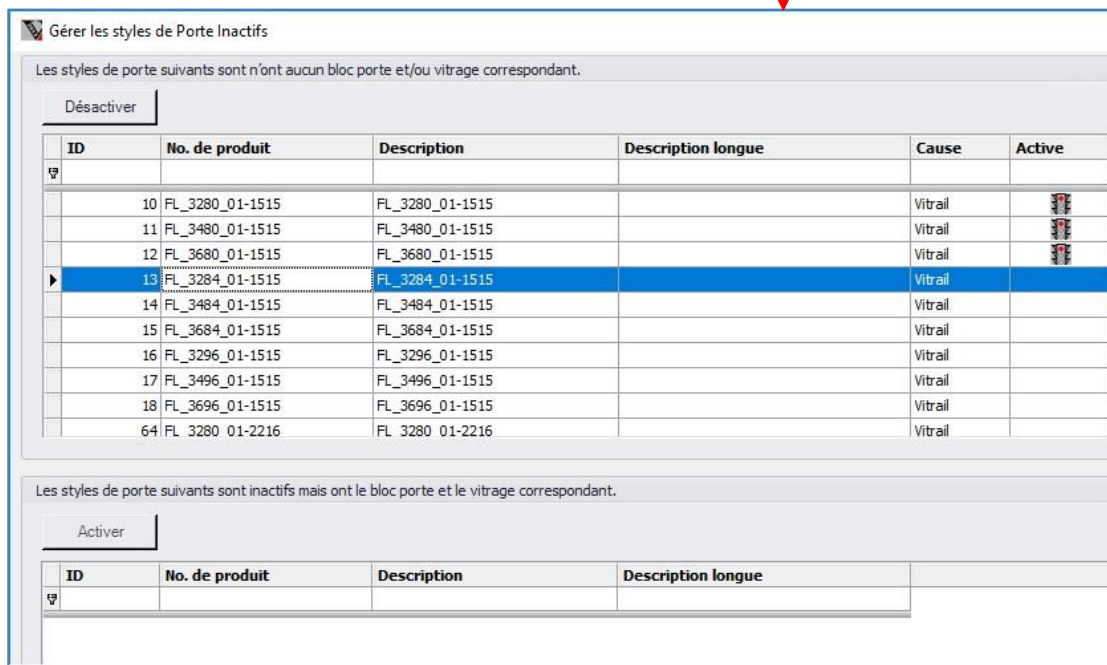 Gérer les styles de Porte Inactifs
Les styles de porte suivants sont n'ont aucun bloc porte et/ou vitrage correspondant.
Désactiver
ID No. de produit Description Description longue Cause Active
10 FL_3280_01-1515 FL_3280_01-1515 Vitrail
11 FL_3480_01-1515 FL_3480_01-1515 Vitrail
12 FL_3680_01-1515 FL_3680_01-1515 Vitrail
13 FL_3284_01-1515 FL_3284_01-1515 Vitrail
14 FL_3484_01-1515 FL_3484_01-1515 Vitrail
15 FL_3684_01-1515 FL_3684_01-1515 Vitrail
16 FL_3296_01-1515 FL_3296_01-1515 Vitrail
17 FL_3496_01-1515 FL_3496_01-1515 Vitrail
18 FL_3696_01-1515 FL_3696_01-1515 Vitrail
64 FL_3280_01-2216 FL_3280_01-2216 Vitrail
Les styles de porte suivants sont inactifs mais ont le bloc porte et le vitrage correspondant.
Activer
ID No. de produit Description Description longue